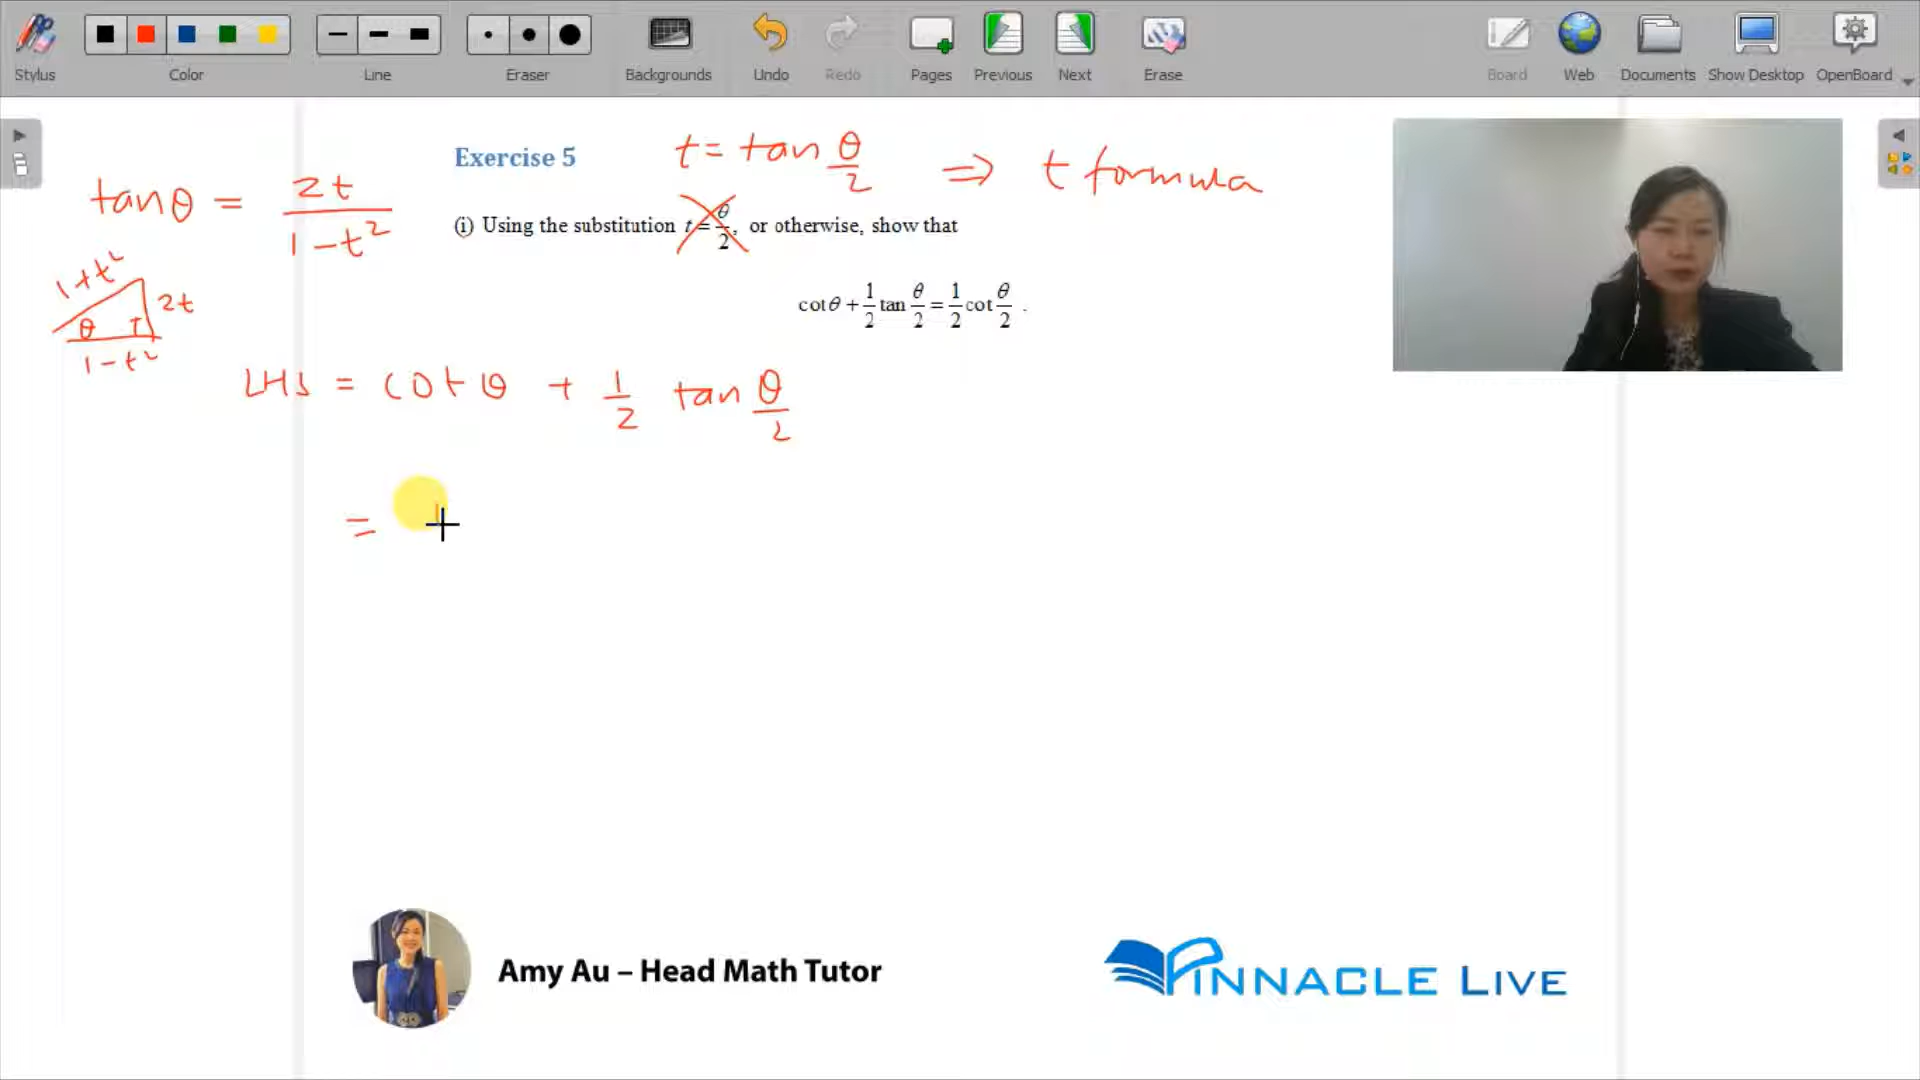 Stylus Color Line Eraser Backgrounds Undo Redo Pages Previous Next Erase Board Web Documents Show Desktop OpenBoard
Exercise 5
t = tan θ/2 ⇒ t formula
tan θ = 2t/(1-t²)
(i) Using the substitution t = θ/2, or otherwise, show that
1+t²
2t
θ
1-t²
cotθ + 1/2 tan θ/2 = 1/2 cot θ/2 .
LHS = cot θ + 1/2 tan θ/2
=
Amy Au – Head Math Tutor
PINNACLE LIVE